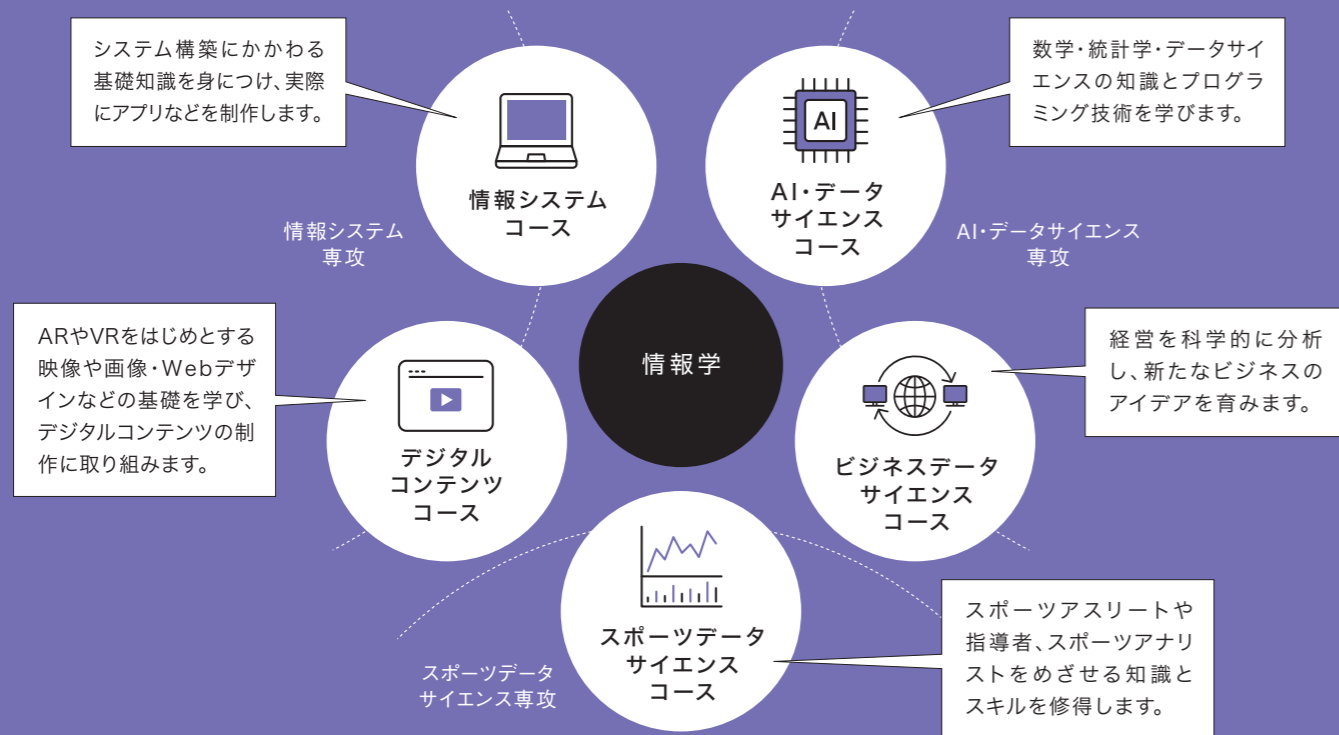 システム構築にかかわる
基礎知識を身につけ、実際
にアプリなどを制作します。
情報システム
コース
情報システム
専攻
AI
AI・データ
サイエンス
コース
数学・統計学・データサイ
エンスの知識とプログラ
ミング技術を学びます。
AI・データサイエンス
専攻
情報学
ARやVRをはじめとする
映像や画像・Webデザ
インなどの基礎を学び、
デジタルコンテンツの制
作に取り組みます。
デジタル
コンテンツ
コース
ビジネスデータ
サイエンス
コース
経営を科学的に分析
し、新たなビジネスの
アイデアを育みます。
スポーツデータ
サイエンス
コース
スポーツデータ
サイエンス専攻
スポーツアスリートや
指導者、スポーツアナリ
ストをめざせる知識と
スキルを修得します。